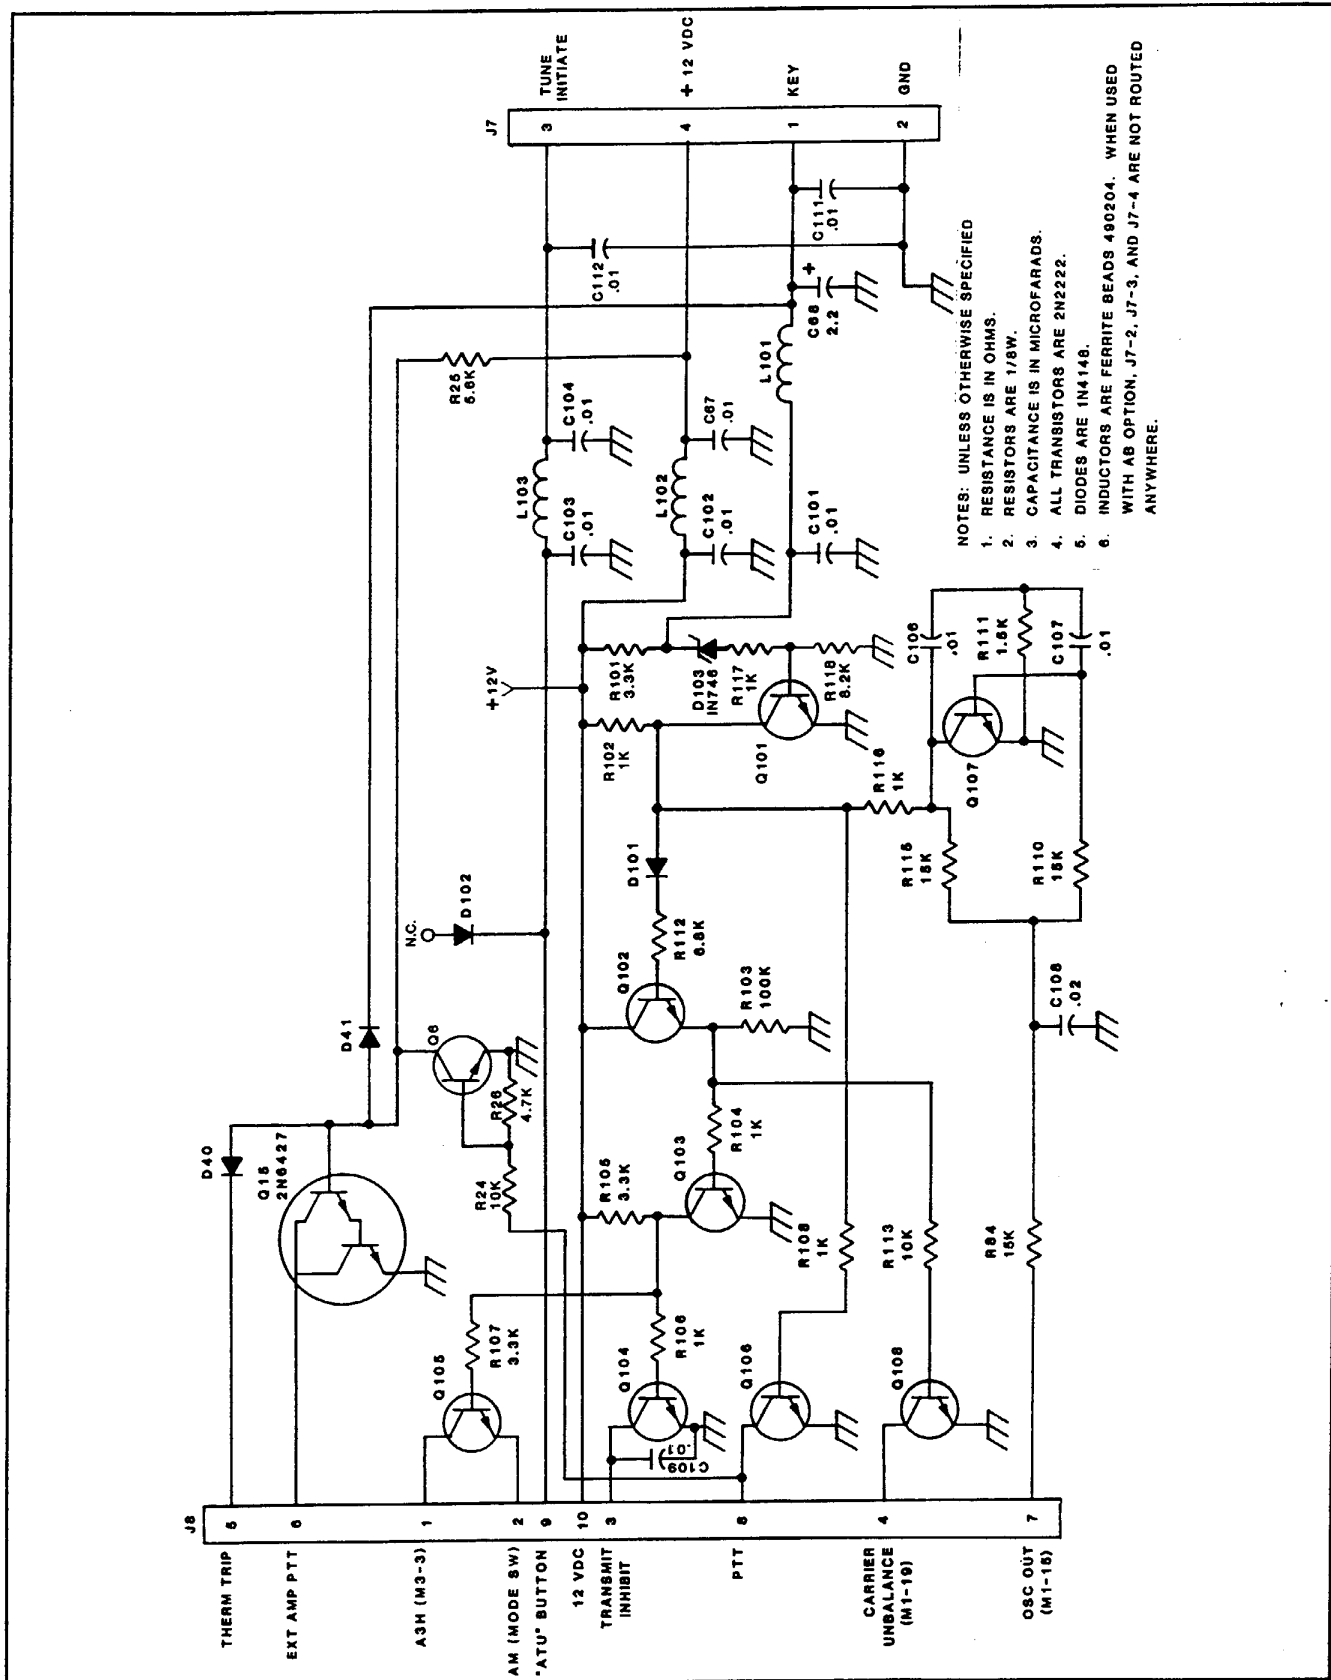 J7
TUNE
INITIATE
3
+ 12 VDC
4
KEY
1
GND
2
C111
.01
C112
.01
C68
2.2
+
R25
5.6K
L101
L103
C104
.01
C103
.01
L102
C67
.01
C102
.01
C101
.01
NOTES: UNLESS OTHERWISE SPECIFIED
1. RESISTANCE IS IN OHMS.
2. RESISTORS ARE 1/8W.
3. CAPACITANCE IS IN MICROFARADS.
4. ALL TRANSISTORS ARE 2N2222.
5. DIODES ARE 1N4148.
6. INDUCTORS ARE FERRITE BEADS 490204. WHEN USED
WITH AB OPTION, J7-2, J7-3, AND J7-4 ARE NOT ROUTED
ANYWHERE.
+12V
R101
3.3K
D103
IN746
R117
1K
R118
8.2K
R102
1K
Q101
C106
.01
R111
1.5K
C107
.01
Q107
R116
1K
R115
15K
R110
15K
N.C.
D102
D101
R112
6.8K
Q102
R103
100K
C108
.02
D41
Q6
R26
4.7K
R24
10K
D40
Q15
2N6427
R105
3.3K
Q103
R104
1K
R108
1K
R113
10K
R84
15K
Q105
R107
3.3K
Q104
R106
1K
C109
.01
Q106
Q108
J8
5
6
1
2
9
10
3
8
4
7
THERM TRIP
EXT AMP PTT
A3H (M3-3)
AM (MODE SW)
"ATU" BUTTON
12 VDC
TRANSMIT
INHIBIT
PTT
CARRIER
UNBALANCE
(M1-19)
OSC OUT
(M1-15)